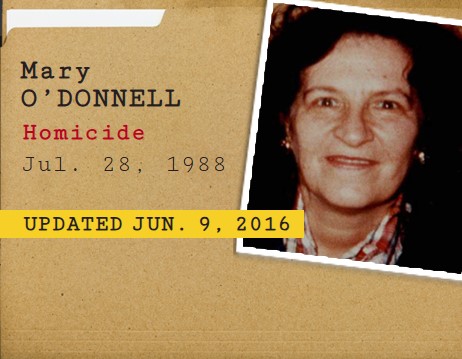 Mary
O'DONNELL
Homicide
Jul. 28, 1988
UPDATED JUN. 9, 2016